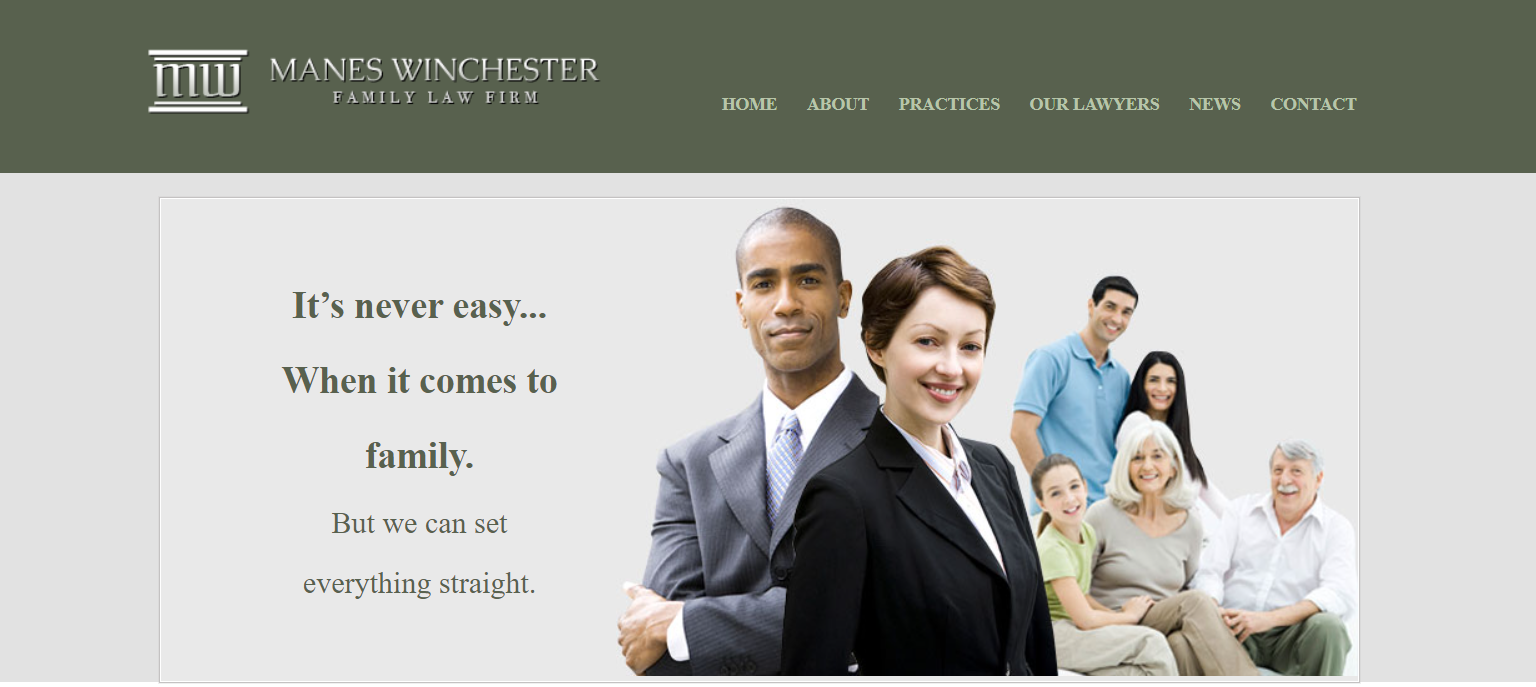 mw
MANES WINCHESTER
FAMILY LAW FIRM
HOME ABOUT PRACTICES OUR LAWYERS NEWS CONTACT
It’s never easy...
When it comes to
family.
But we can set
everything straight.